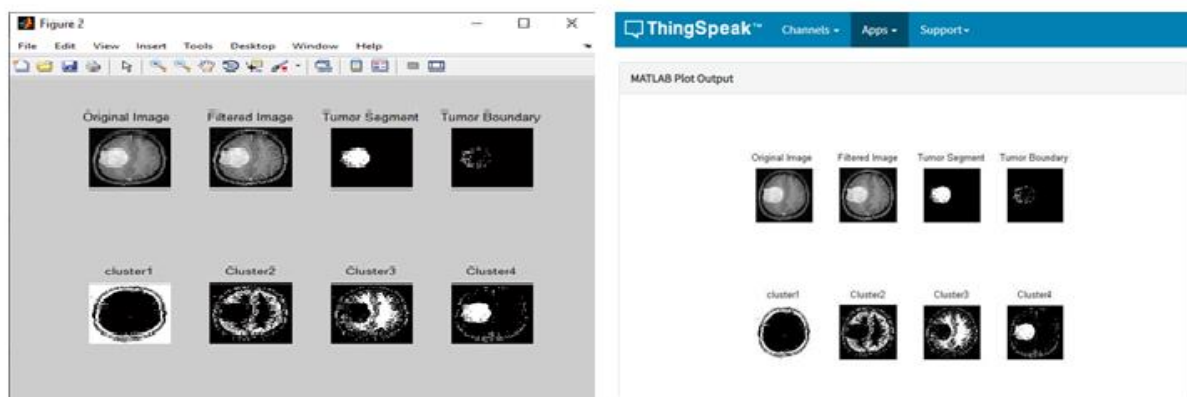 Figure 2
File Edit View Insert Tools Desktop Window Help
Original Image Filtered Image Tumor Segment Tumor Boundary
cluster1 Cluster2 Cluster3 Cluster4
ThingSpeak™ Channels Apps Support
MATLAB Plot Output
Original Image Filtered Image Tumor Segment Tumor Boundary
cluster1 Cluster2 Cluster3 Cluster4